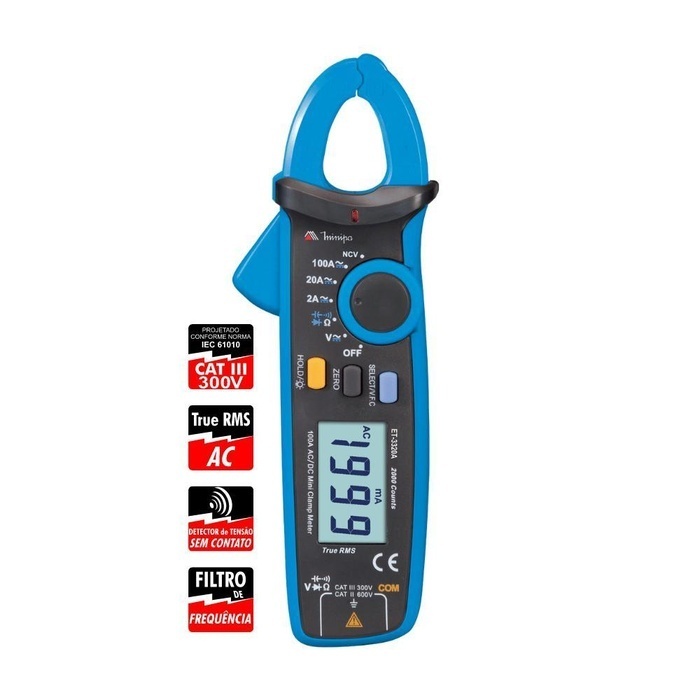 Minipa
NCV
100A
20A
2A
Ω
V
OFF
HOLD/
ZERO
SELECT/V.F.C
100A AC/DC Mini Clamp Meter
AC
1999
mA
ET-3320A 2000 Counts
True RMS
CE
V Ω
CAT III 300V
CAT II 600V
COM
PROJETADO
CONFORME NORMA
IEC 61010
CAT III
300V
True RMS
AC
DETECTOR de TENSÃO
SEM CONTATO
FILTRO
DE
FREQUÊNCIA